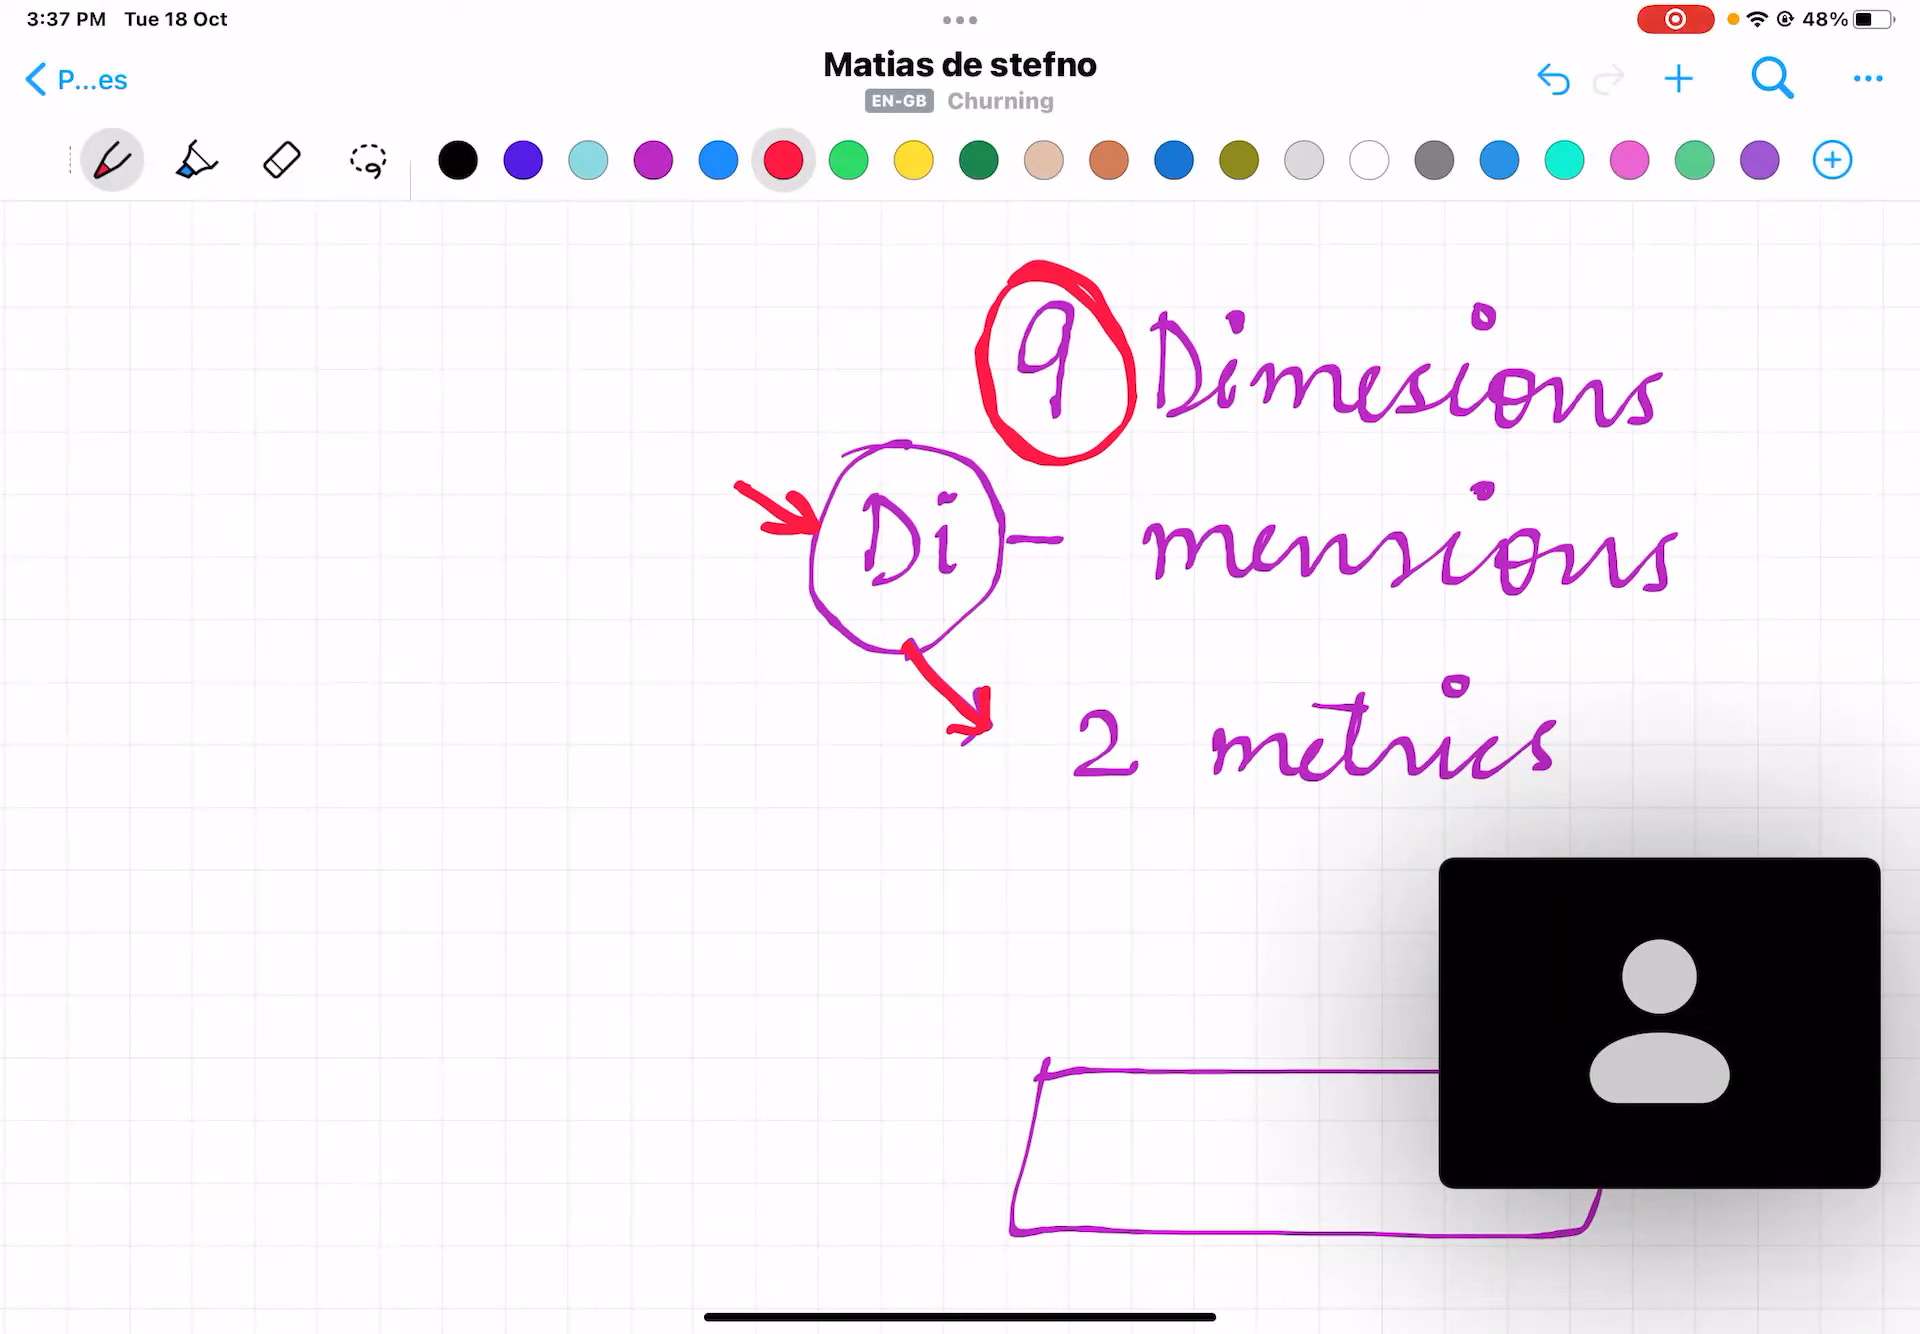 3:37 PM Tue 18 Oct 48%
P...es
Matias de stefno
EN-GB Churning
9 Dimesions
Di - mensions
2 metrics